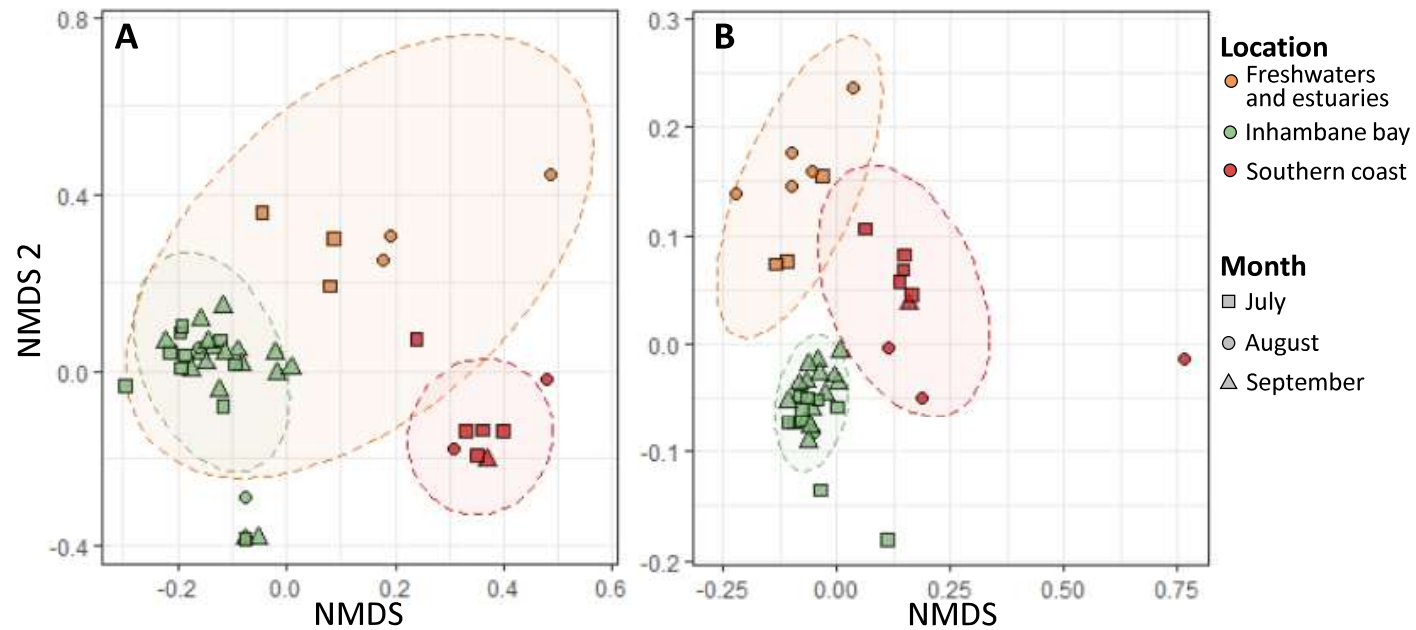 A
B
0.8
0.4
0.0
-0.4
-0.2
0.0
0.2
0.4
0.6
NMDS 2
NMDS
0.3
0.2
0.1
0.0
-0.1
-0.2
-0.25
0.00
0.25
0.50
0.75
NMDS
Location
Freshwaters
and estuaries
Inhambane bay
Southern coast
Month
July
August
September